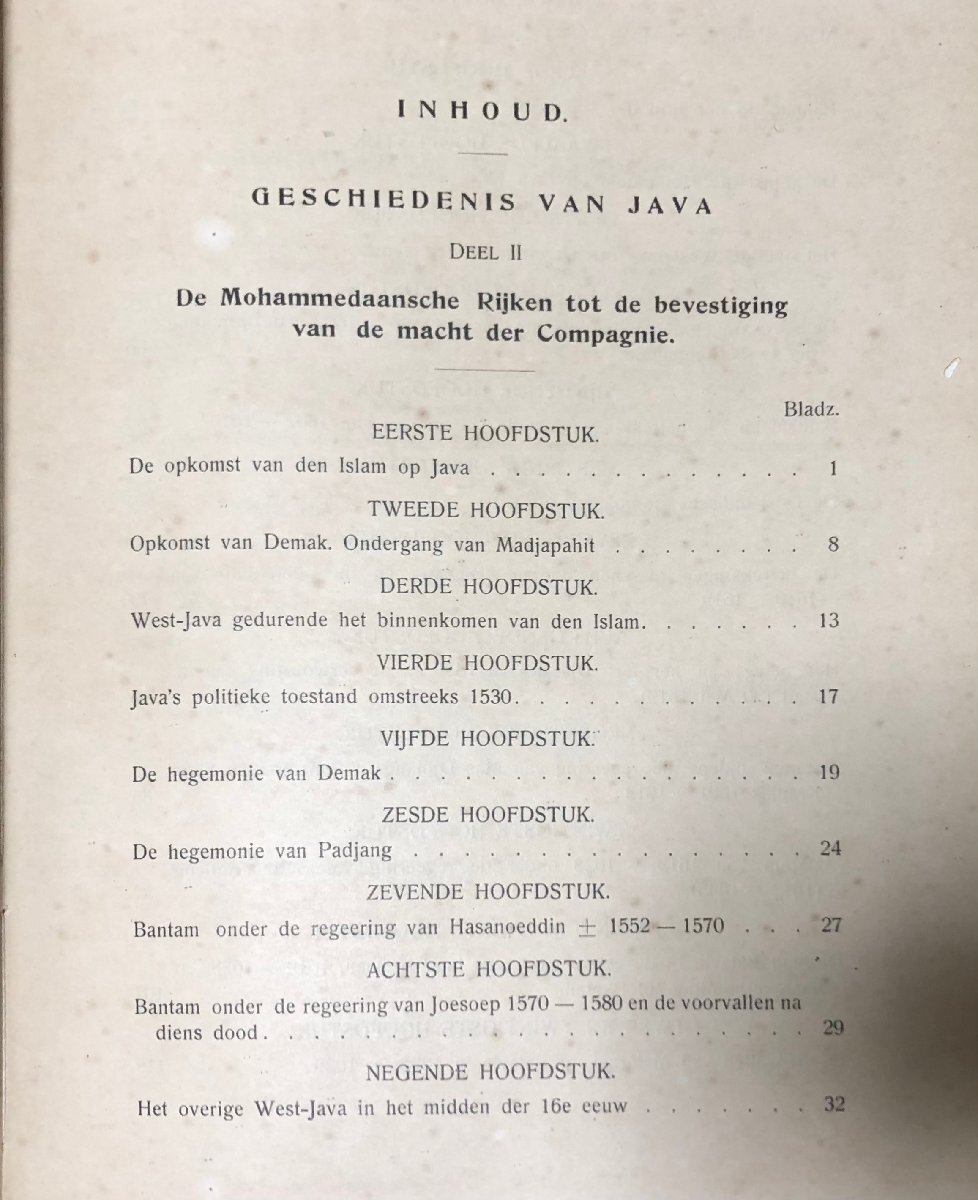 INHOUD.
GESCHIEDENIS VAN JAVA
DEEL II
De Mohammedaansche Rijken tot de bevestiging
van de macht der Compagnie.
Bladz.
EERSTE HOOFDSTUK.
De opkomst van den Islam op Java . . . . . . . . . . . . . 1
TWEEDE HOOFDSTUK.
Opkomst van Demak. Ondergang van Madjapahit . . . . . . . . 8
DERDE HOOFDSTUK.
West-Java gedurende het binnenkomen van den Islam. . . . . . . 13
VIERDE HOOFDSTUK.
Java's politieke toestand omstreeks 1530. . . . . . . . . . . 17
VIJFDE HOOFDSTUK.
De hegemonie van Demak . . . . . . . . . . . . . . . . 19
ZESDE HOOFDSTUK.
De hegemonie van Padjang . . . . . . . . . . . . . . . 24
ZEVENDE HOOFDSTUK.
Bantam onder de regeering van Hasanoeddin ± 1552 — 1570 . . . 27
ACHTSTE HOOFDSTUK.
Bantam onder de regeering van Joesoep 1570 — 1580 en de voorvallen na
diens dood . . . . . . . . . . . . . . . . . . . . . 29
NEGENDE HOOFDSTUK.
Het overige West-Java in het midden der 16e eeuw . . . . . . . 32